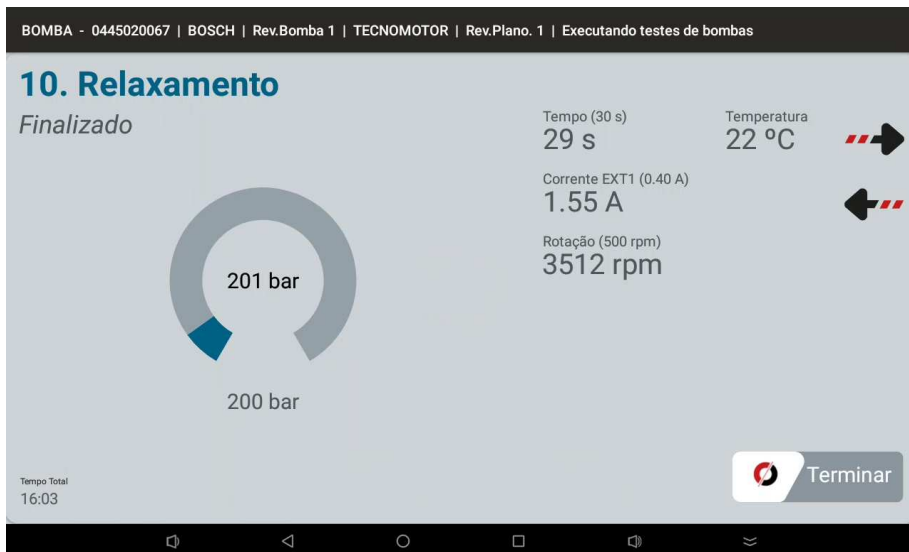 BOMBA - 0445020067 | BOSCH | Rev.Bomba 1 | TECNOMOTOR | Rev.Plano. 1 | Executando testes de bombas
10. Relaxamento
Finalizado
Tempo (30 s)
29 s
Temperatura
22 ºC
Corrente EXT1 (0.40 A)
1.55 A
Rotação (500 rpm)
3512 rpm
201 bar
200 bar
Tempo Total
16:03
Terminar